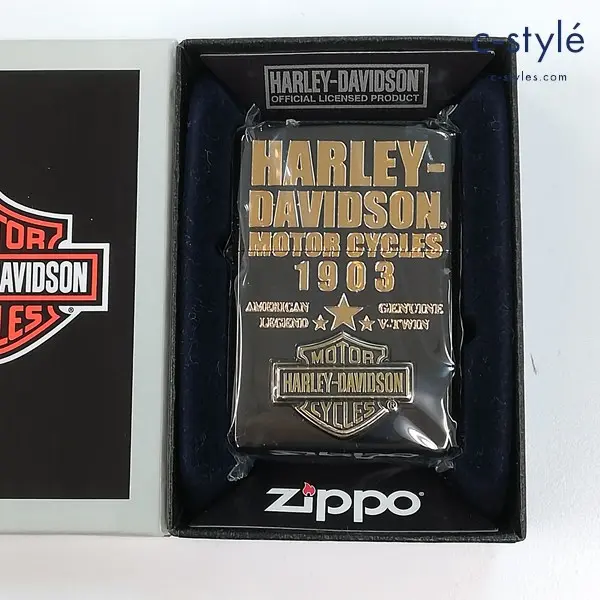 c-stylé
c-styles.com
HARLEY-DAVIDSON
OFFICIAL LICENSED PRODUCT
HARLEY-
DAVIDSON®
MOTOR CYCLES
1903
AMERICAN GENUINE
LEGEND V-TWIN
MOTOR
HARLEY-DAVIDSON
CYCLES®
zippo®
TOR
DAVIDSON
CLES®